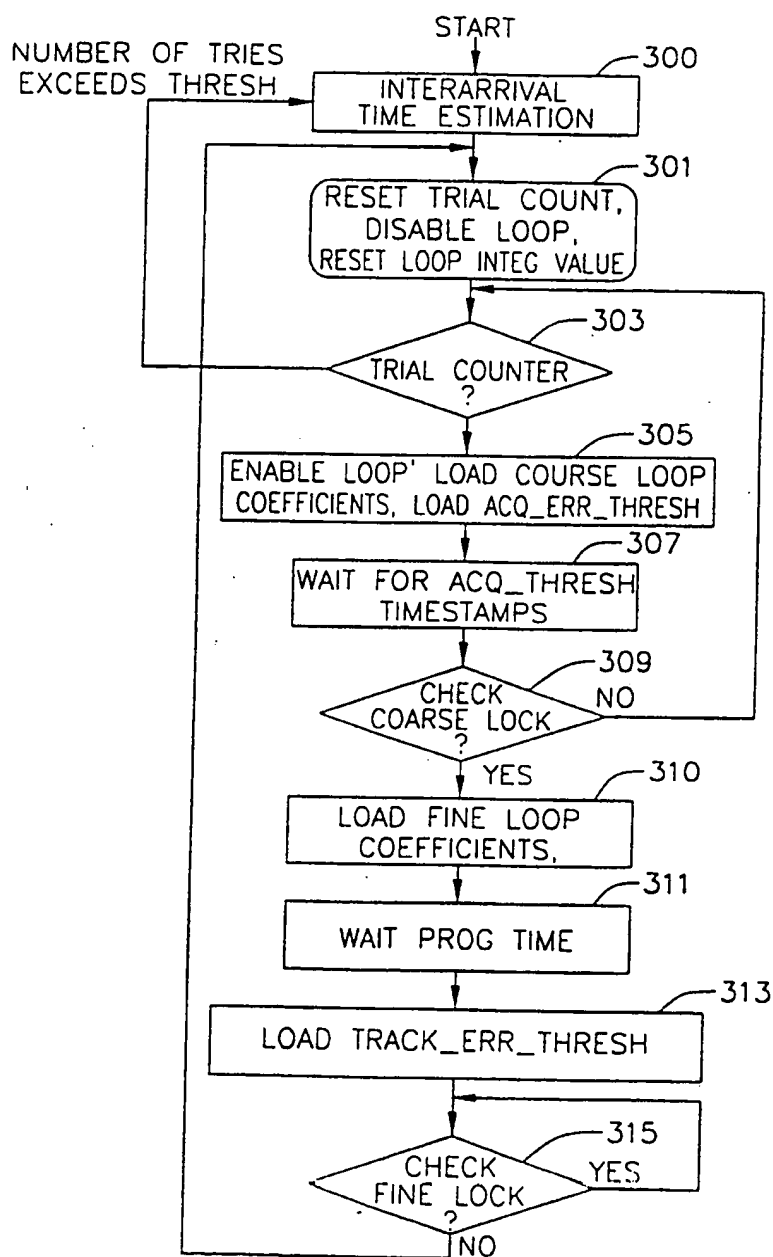 START
NUMBER OF TRIES
EXCEEDS THRESH
300
INTERARRIVAL
TIME ESTIMATION
301
RESET TRIAL COUNT,
DISABLE LOOP,
RESET LOOP INTEG VALUE
303
TRIAL COUNTER
?
305
ENABLE LOOP' LOAD COURSE LOOP
COEFFICIENTS, LOAD ACQ_ERR_THRESH
307
WAIT FOR ACQ_THRESH
TIMESTAMPS
309
CHECK
COARSE LOCK
?
NO
YES
310
LOAD FINE LOOP
COEFFICIENTS,
311
WAIT PROG TIME
313
LOAD TRACK_ERR_THRESH
315
CHECK
FINE LOCK
?
YES
NO